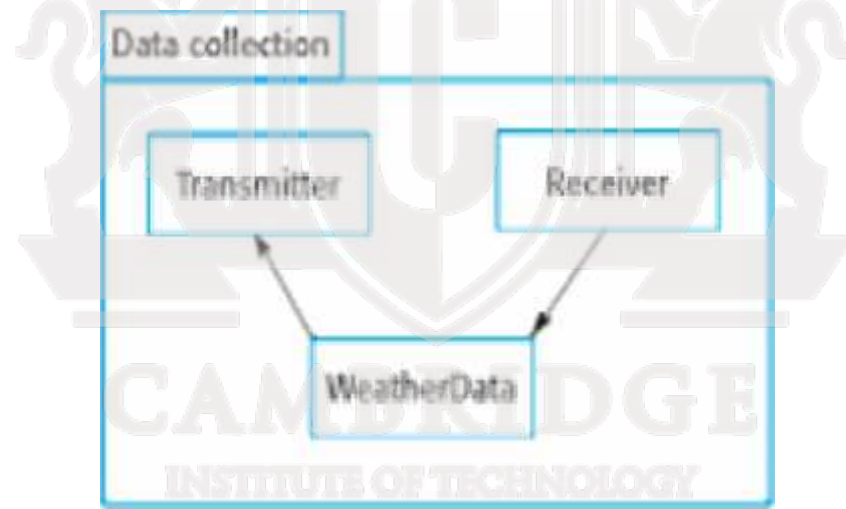 Data collection
Transmitter
Receiver
WeatherData
CAMBRIDGE
INSTITUTE OF TECHNOLOGY